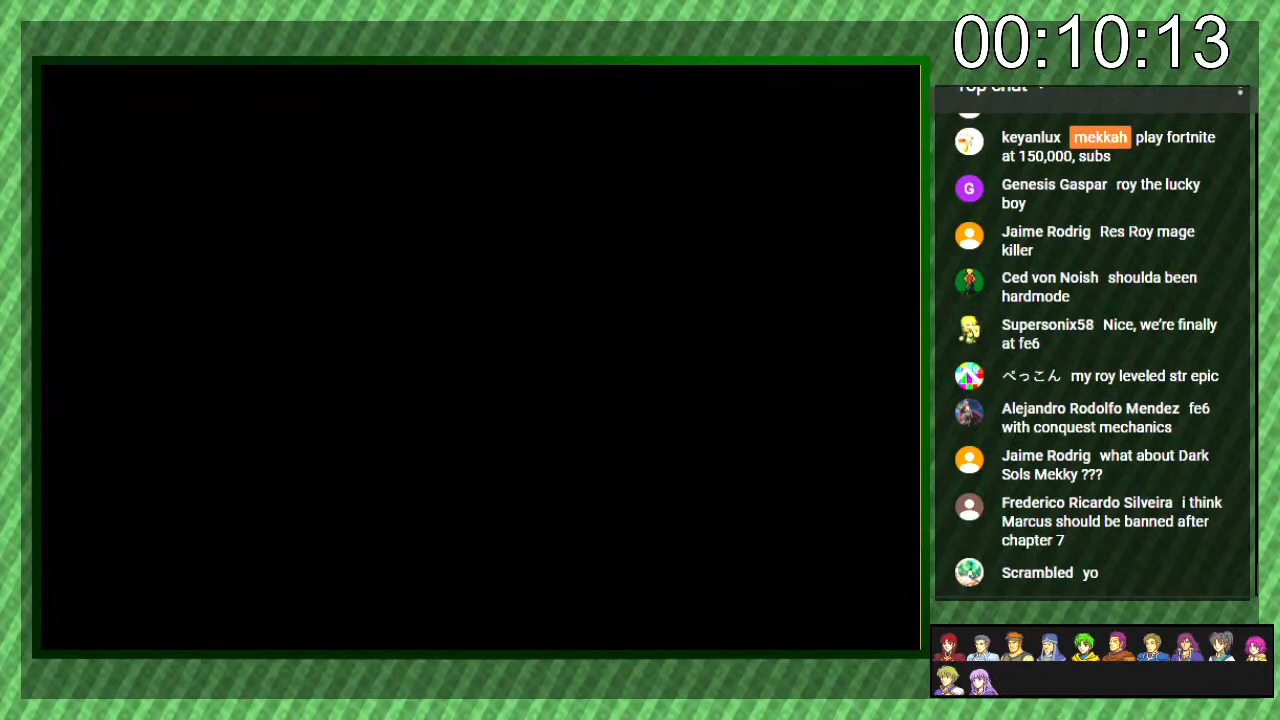 00:10:13
Top chat
keyanlux mekkah play fortnite
at 150,000, subs
G Genesis Gaspar roy the lucky
boy
Jaime Rodrig Res Roy mage
killer
Ced von Noish shoulda been
hardmode
Supersonix58 Nice, we're finally
at fe6
ぺっこん my roy leveled str epic
Alejandro Rodolfo Mendez fe6
with conquest mechanics
Jaime Rodrig what about Dark
Sols Mekky ???
Frederico Ricardo Silveira i think
Marcus should be banned after
chapter 7
Scrambled yo